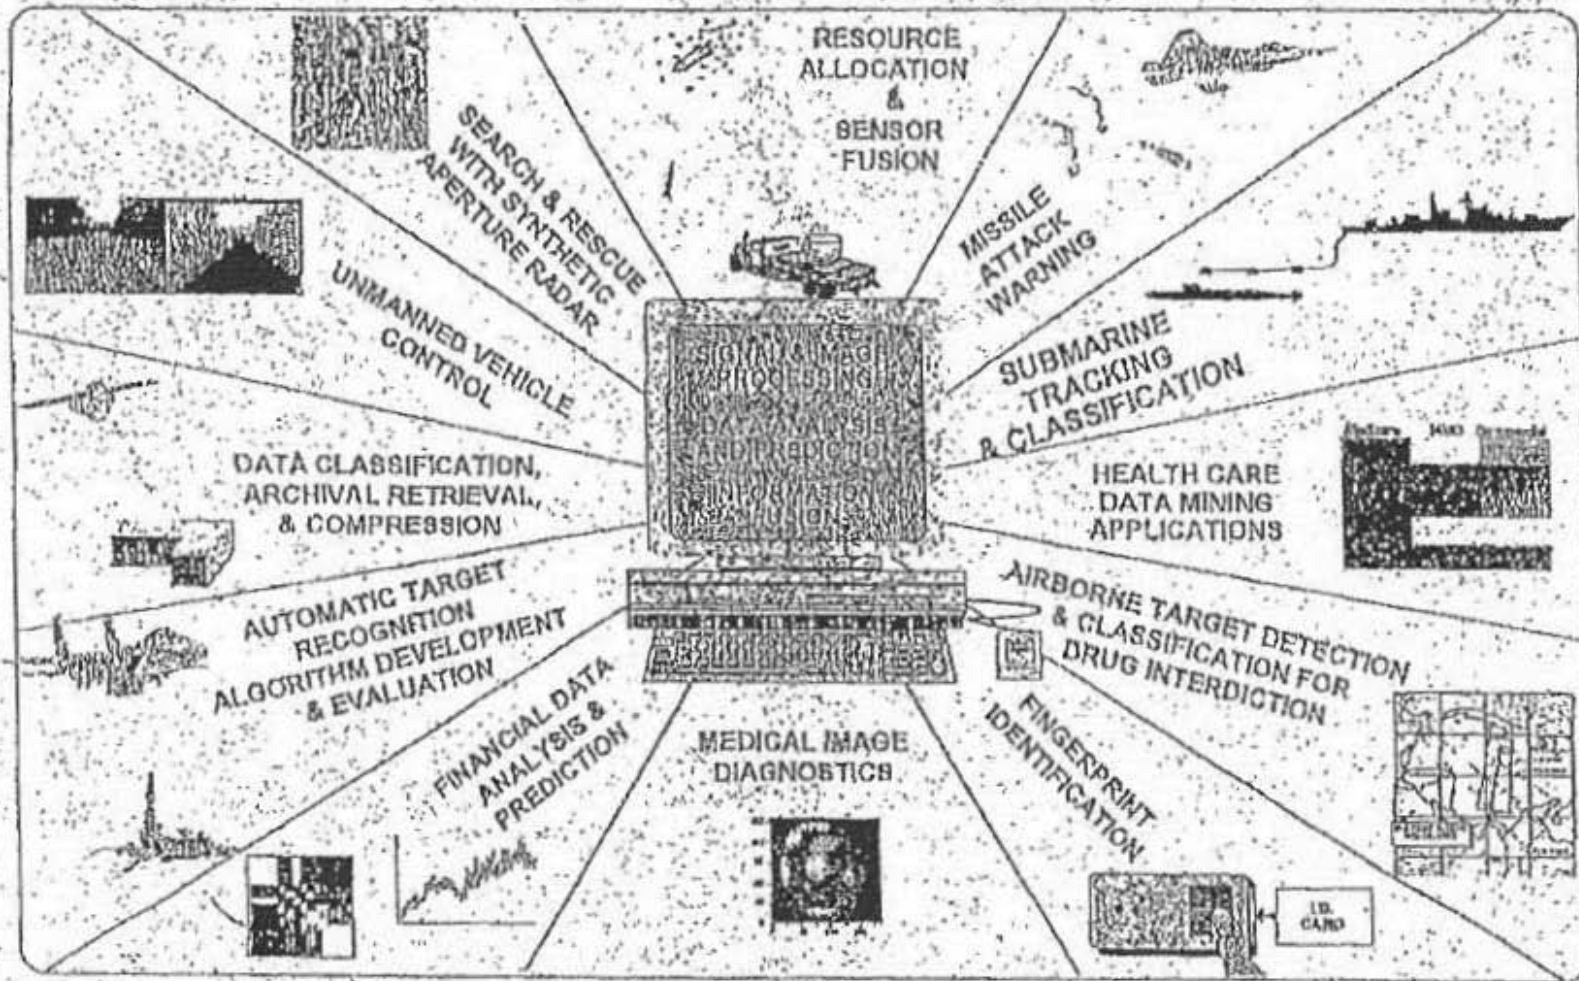 RESOURCE
ALLOCATION
&
SENSOR
FUSION
MISSILE
ATTACK
WARNING
SUBMARINE
TRACKING
& CLASSIFICATION
HEALTH CARE
DATA MINING
APPLICATIONS
AIRBORNE TARGET DETECTION
& CLASSIFICATION FOR
DRUG INTERDICTION
FINGERPRINT
IDENTIFICATION
I.D.
CARD
MEDICAL IMAGE
DIAGNOSTICS
FINANCIAL DATA
ANALYSIS &
PREDICTION
AUTOMATIC TARGET
RECOGNITION
ALGORITHM DEVELOPMENT
& EVALUATION
DATA CLASSIFICATION,
ARCHIVAL RETRIEVAL,
& COMPRESSION
UNMANNED VEHICLE
CONTROL
SEARCH & RESCUE
WITH SYNTHETIC
APERTURE RADAR
SIGNAL & IMAGE
PROCESSING
DATA ANALYSIS
AND PREDICTION
INFORMATION
FUSION